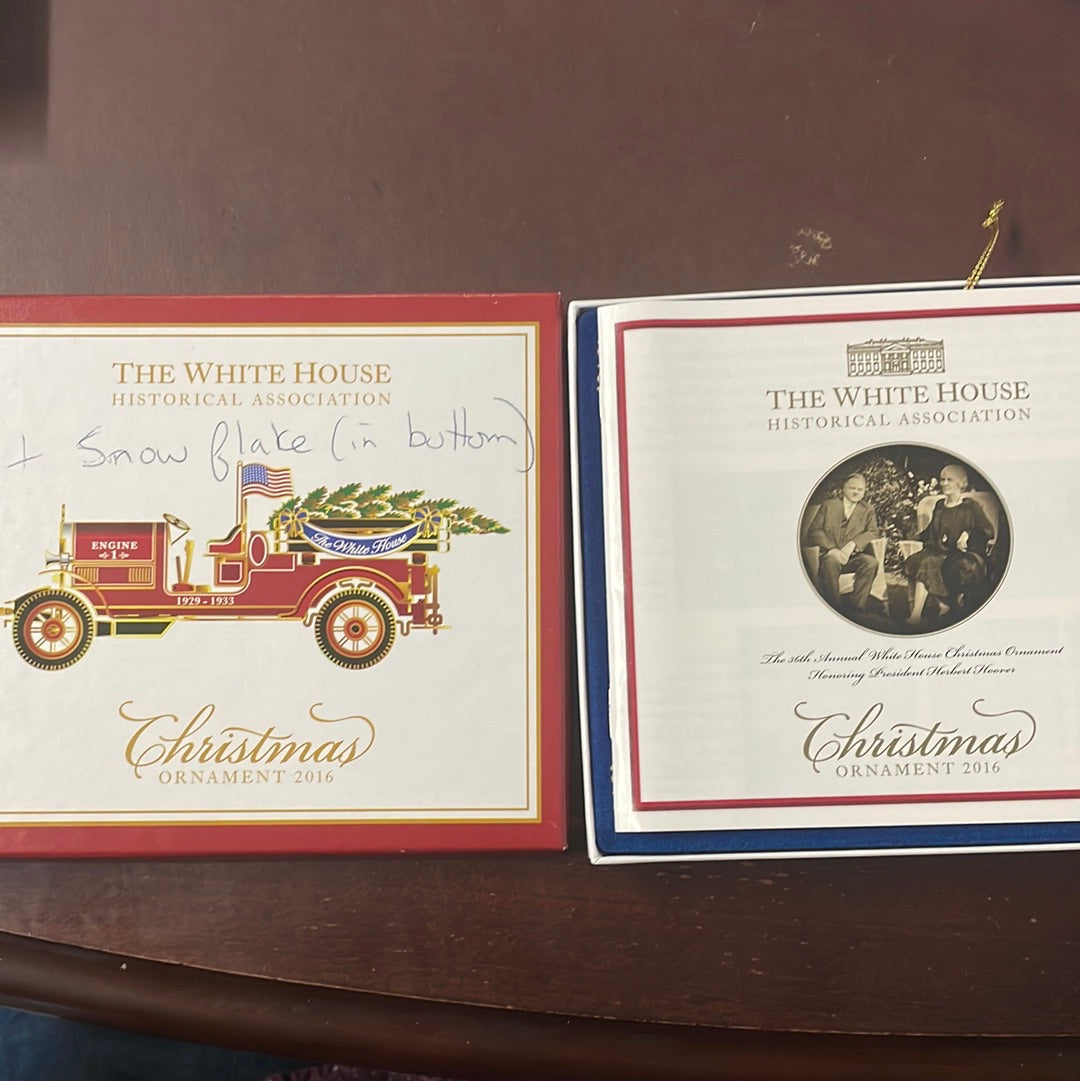 THE WHITE HOUSE
HISTORICAL ASSOCIATION
+ Snow flake (in buttom)
ENGINE
1
The White House
1929 - 1933
Christmas
ORNAMENT 2016
THE WHITE HOUSE
HISTORICAL ASSOCIATION
The 36th Annual White House Christmas Ornament
Honoring President Herbert Hoover
Christmas
ORNAMENT 2016